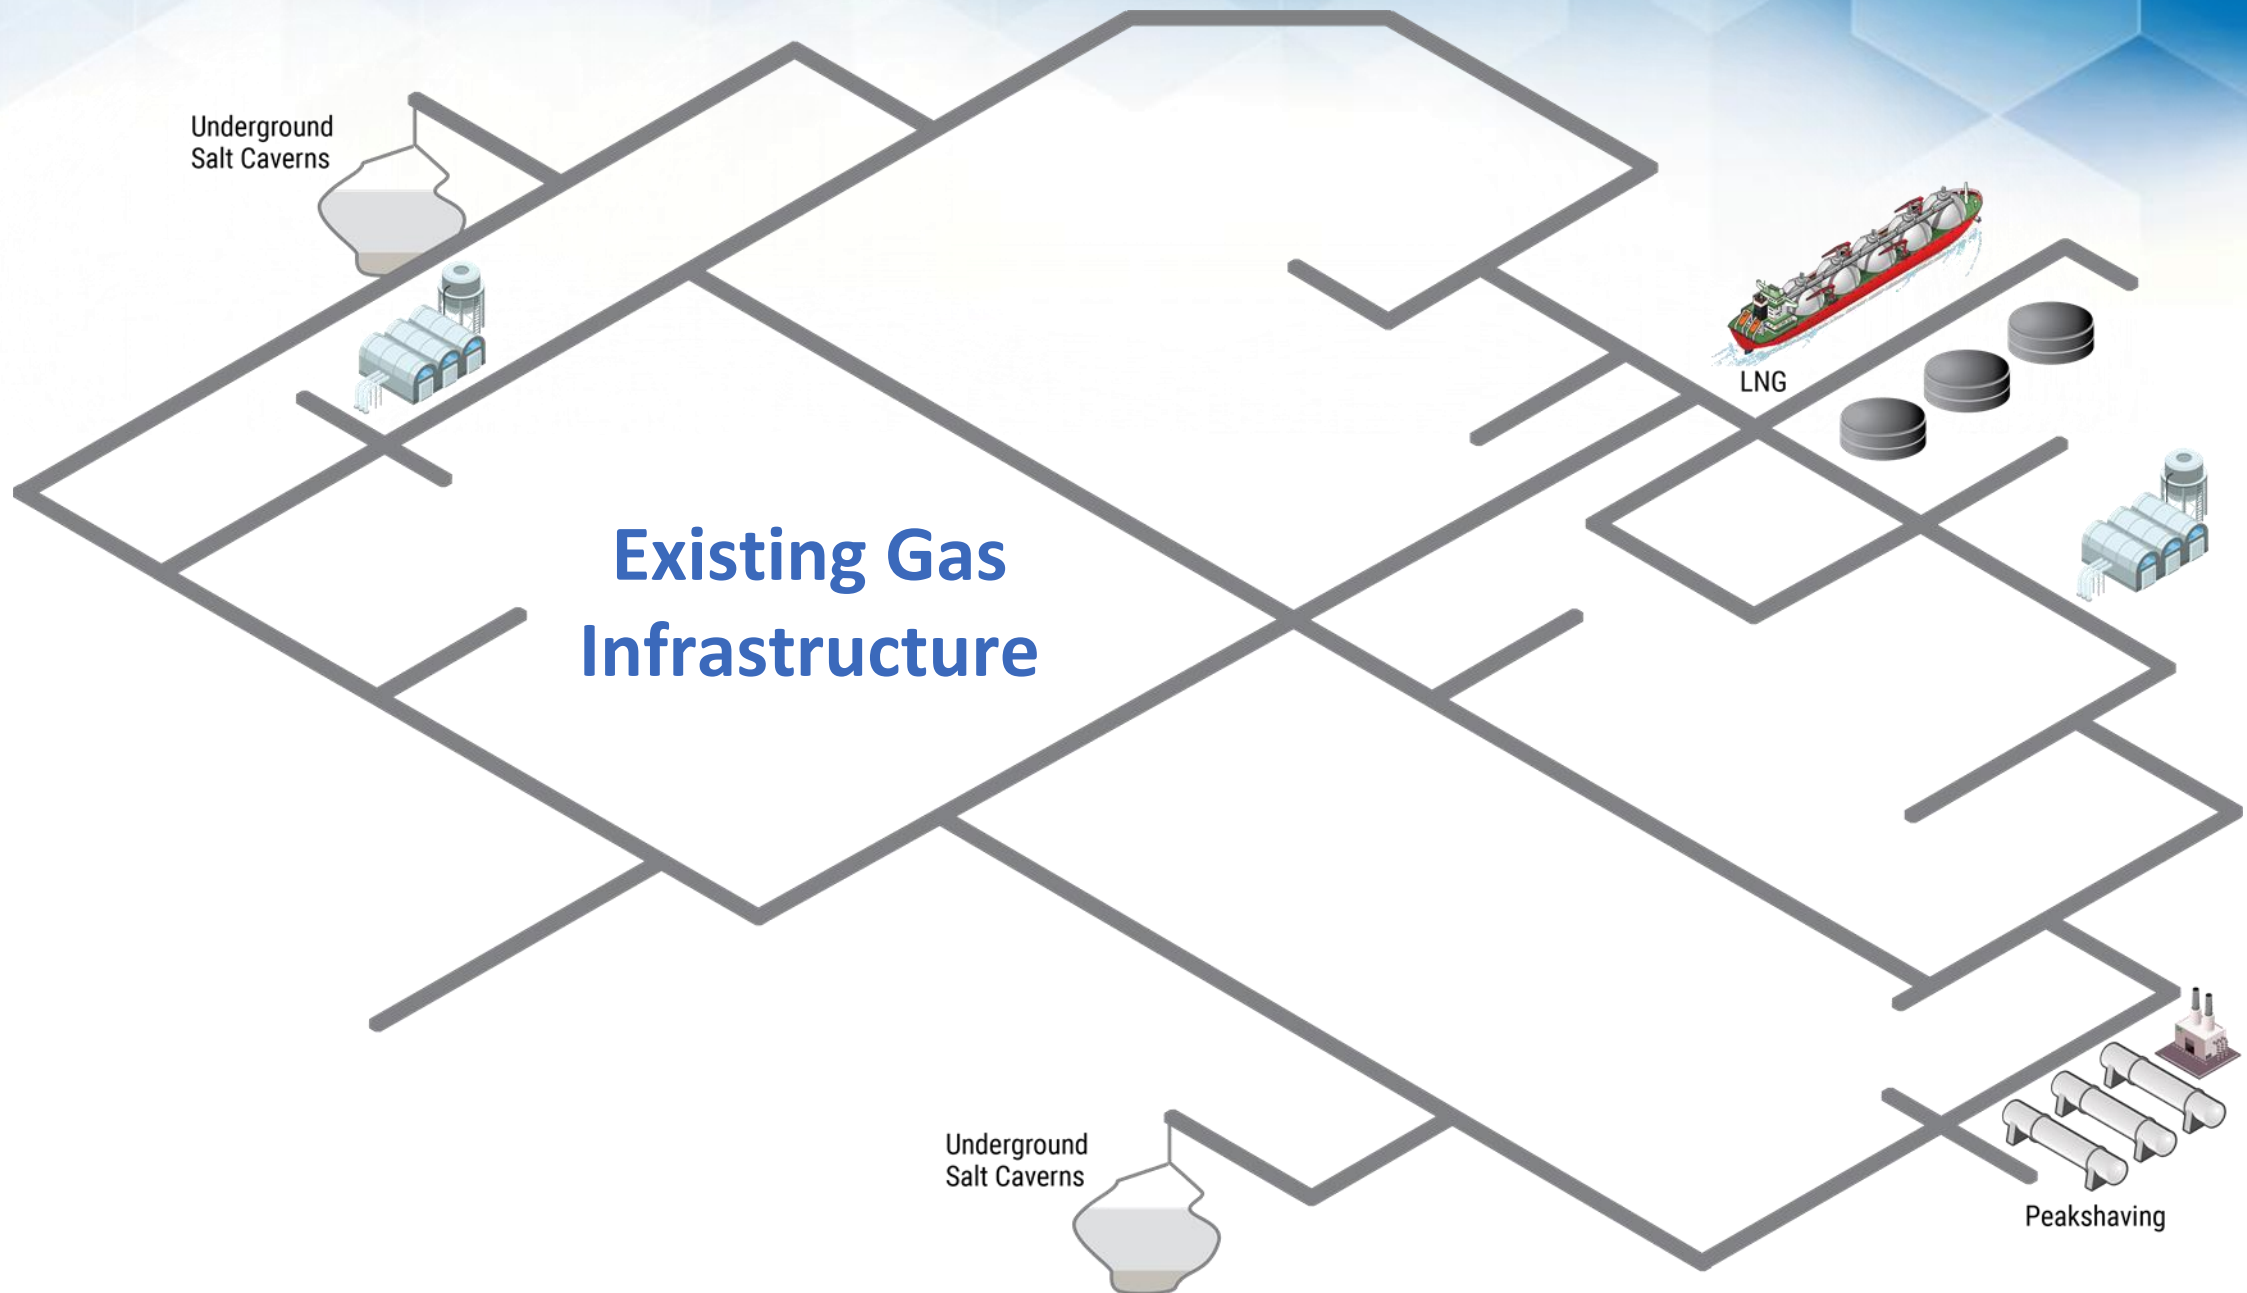 Underground
Salt Caverns
LNG
Existing Gas
Infrastructure
Underground
Salt Caverns
Peakshaving